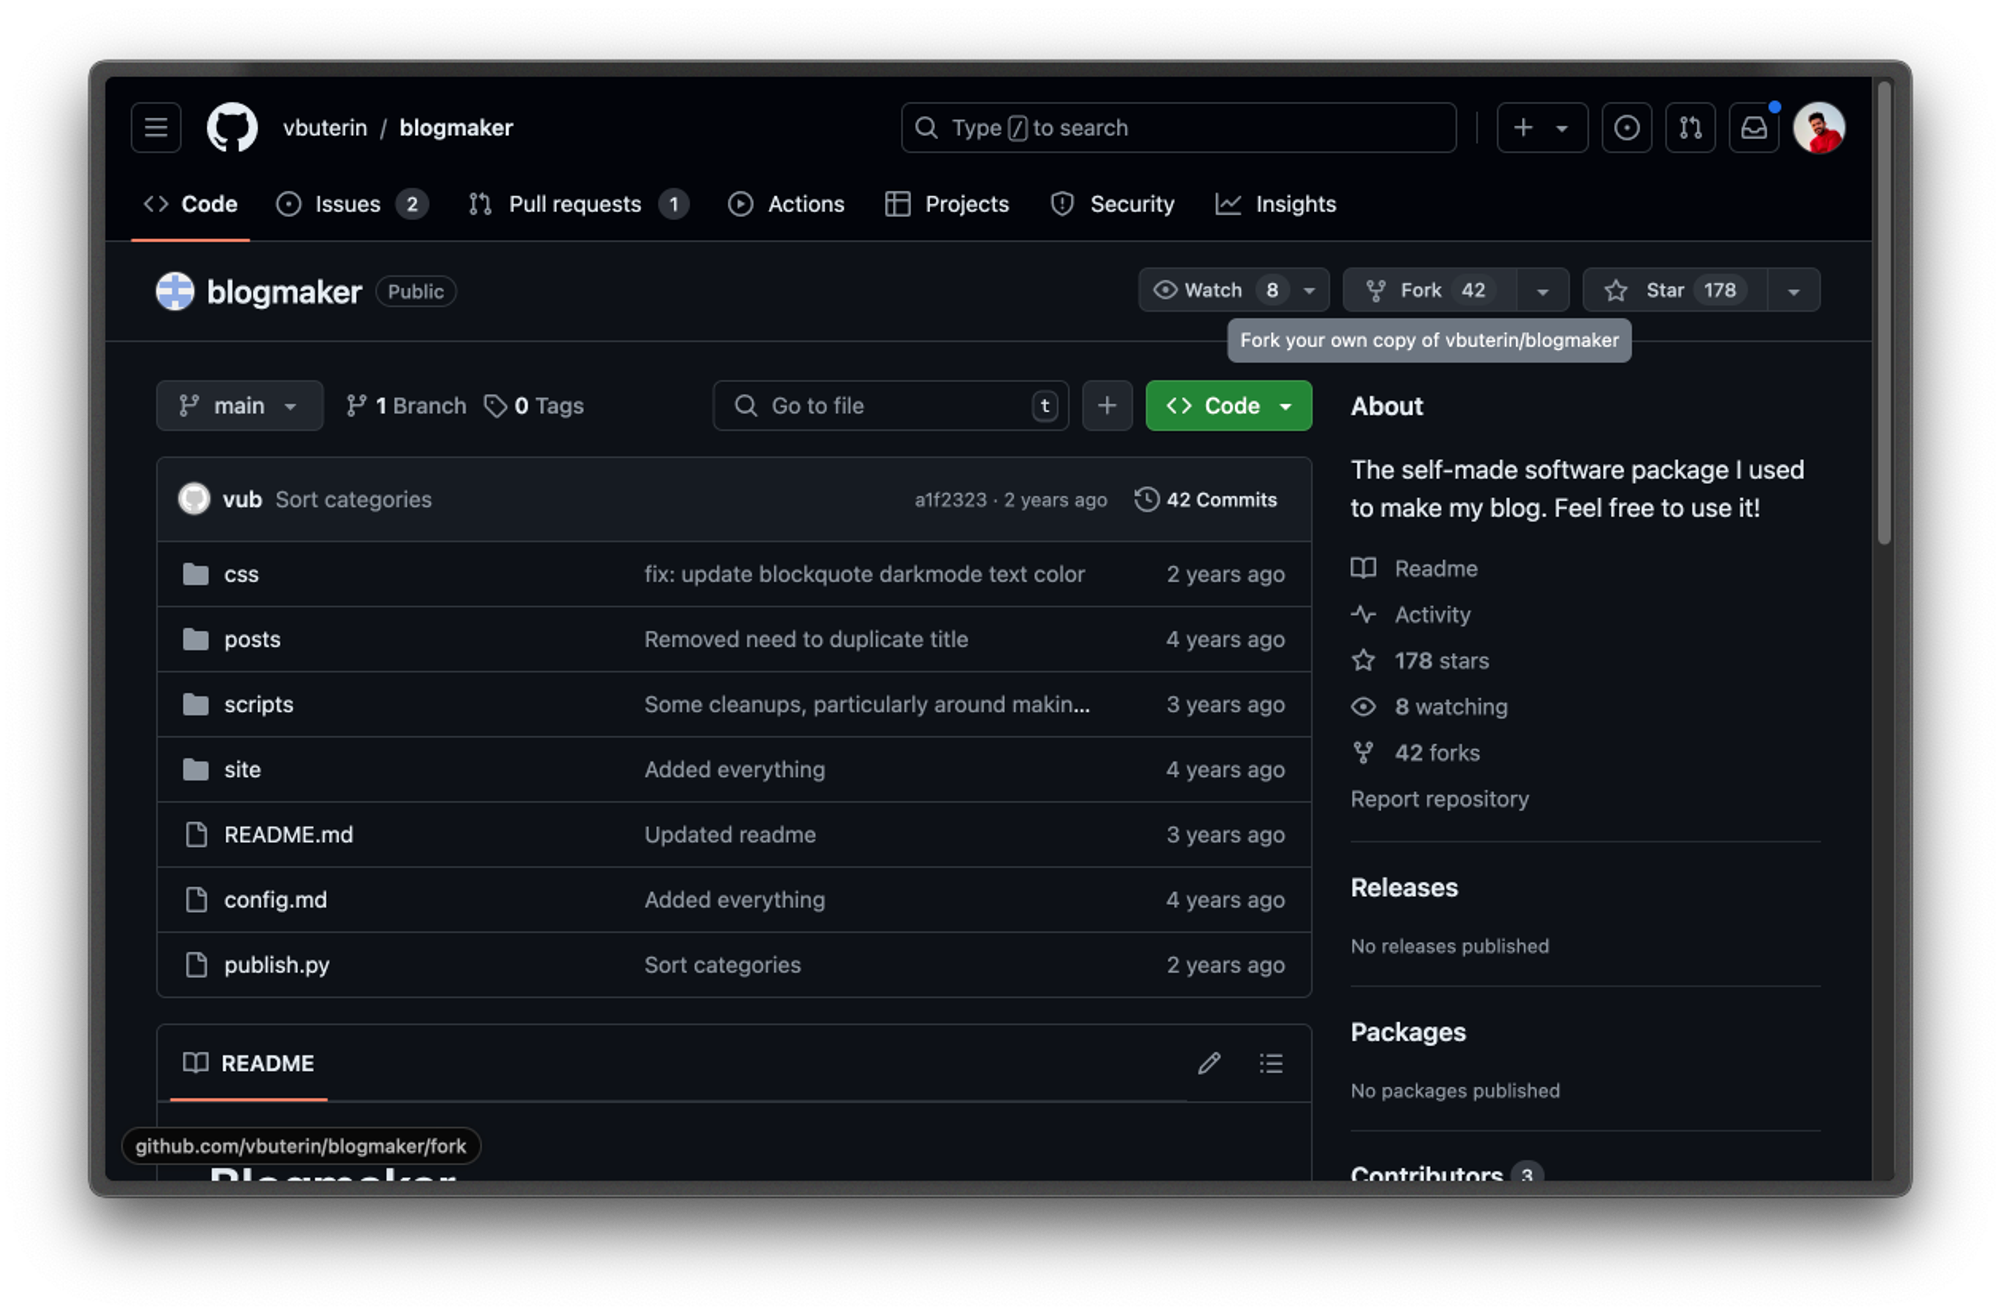 vbuterin / blogmaker
Type / to search
Code
Issues 2
Pull requests 1
Actions
Projects
Security
Insights
blogmaker Public
Watch 8
Fork 42
Star 178
Fork your own copy of vbuterin/blogmaker
main
1 Branch
0 Tags
Go to file t
Code
vub Sort categories a1f2323 · 2 years ago 42 Commits
css fix: update blockquote darkmode text color 2 years ago
posts Removed need to duplicate title 4 years ago
scripts Some cleanups, particularly around makin... 3 years ago
site Added everything 4 years ago
README.md Updated readme 3 years ago
config.md Added everything 4 years ago
publish.py Sort categories 2 years ago
README
github.com/vbuterin/blogmaker/fork
Blogmaker
About
The self-made software package I used
to make my blog. Feel free to use it!
Readme
Activity
178 stars
8 watching
42 forks
Report repository
Releases
No releases published
Packages
No packages published
Contributors 3